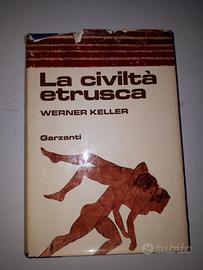 La civiltà
etrusca
WERNER KELLER
Garzanti
subito